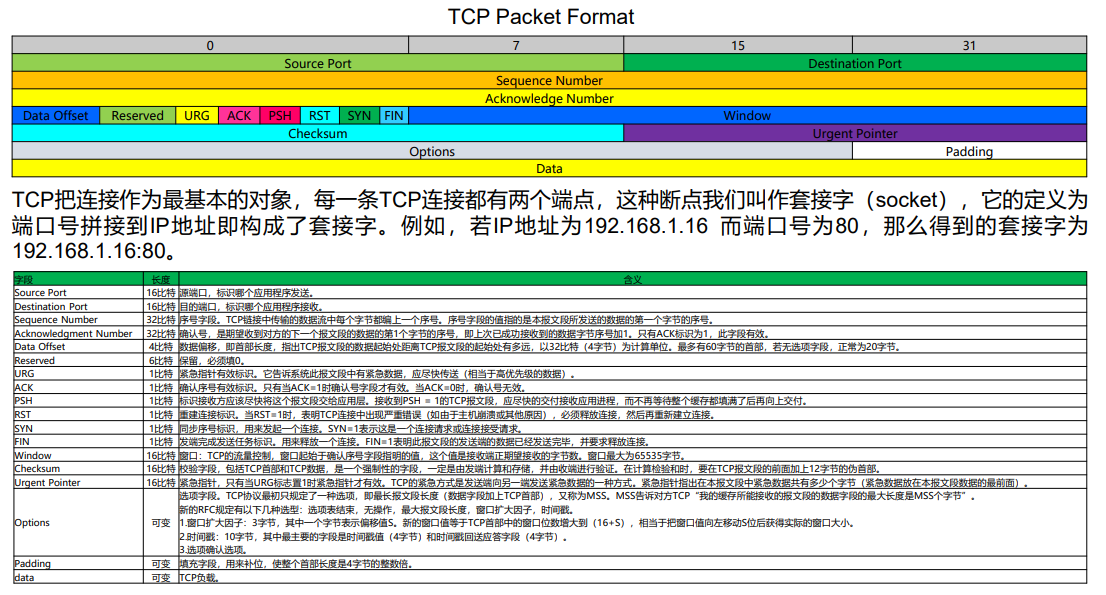 TCP Packet Format
0 7 15 31
Source Port Destination Port
Sequence Number
Acknowledge Number
Data Offset Reserved URG ACK PSH RST SYN FIN Window
Checksum Urgent Pointer
Options Padding
Data
TCP把连接作为最基本的对象，每一条TCP连接都有两个端点，这种断点我们叫作套接字（socket），它的定义为
端口号拼接到IP地址即构成了套接字。例如，若IP地址为192.168.1.16 而端口号为80，那么得到的套接字为
192.168.1.16:80。
字段 长度 含义
Source Port 16比特 源端口，标识哪个应用程序发送。
Destination Port 16比特 目的端口，标识哪个应用程序接收。
Sequence Number 32比特 序号字段。TCP链接中传输的数据流中每个字节都编上一个序号。序号字段的值指的是本报文段所发送的数据的第一个字节的序号。
Acknowledgment Number 32比特 确认号，是期望收到对方的下一个报文段的数据的第1个字节的序号，即上次已成功接收到的数据字节序号加1。只有ACK标识为1，此字段有效。
Data Offset 4比特 数据偏移，即首部长度，指出TCP报文段的数据起始处距离TCP报文段的起始处有多远，以32比特（4字节）为计算单位。最多有60字节的首部，若无选项字段，正常为20字节。
Reserved 6比特 保留，必须填0。
URG 1比特 紧急指针有效标识。它告诉系统此报文段中有紧急数据，应尽快传送（相当于高优先级的数据）。
ACK 1比特 确认序号有效标识。只有当ACK=1时确认号字段才有效。当ACK=0时，确认号无效。
PSH 1比特 标识接收方应该尽快将这个报文段交给应用层。接收到PSH = 1的TCP报文段，应尽快的交付接收应用进程，而不再等待整个缓存都填满了后再向上交付。
RST 1比特 重建连接标识。当RST=1时，表明TCP连接中出现严重错误（如由于主机崩溃或其他原因），必须释放连接，然后再重新建立连接。
SYN 1比特 同步序号标识，用来发起一个连接。SYN=1表示这是一个连接请求或连接接受请求。
FIN 1比特 发端完成发送任务标识。用来释放一个连接。FIN=1表明此报文段的发送端的数据已经发送完毕，并要求释放连接。
Window 16比特 窗口：TCP的流量控制，窗口起始于确认序号字段指明的值，这个值是接收端正期望接收的字节数。窗口最大为65535字节。
Checksum 16比特 校验字段，包括TCP首部和TCP数据，是一个强制性的字段，一定是由发端计算和存储，并由收端进行验证。在计算检验和时，要在TCP报文段的前面加上12字节的伪首部。
Urgent Pointer 16比特 紧急指针，只有当URG标志置1时紧急指针才有效。TCP的紧急方式是发送端向另一端发送紧急数据的一种方式。紧急指针指出在本报文段中紧急数据共有多少个字节（紧急数据放在本报文段数据的最前面）。
Options 可变 选项字段。TCP协议最初只规定了一种选项，即最长报文段长度（数据字段加上TCP首部），又称为MSS。MSS告诉对方TCP“我的缓存所能接收的报文段的数据字段的最大长度是MSS个字节”。
新的RFC规定有以下几种选型：选项表结束，无操作，最大报文段长度，窗口扩大因子，时间戳。
1.窗口扩大因子：3字节，其中一个字节表示偏移值S。新的窗口值等于TCP首部中的窗口位数增大到（16+S），相当于把窗口值向左移动S位后获得实际的窗口大小。
2.时间戳：10字节，其中最主要的字段是时间戳值（4字节）和时间戳回送应答字段（4字节）。
3.选项确认选项。
Padding 可变 填充字段，用来补位，使整个首部长度是4字节的整数倍。
data 可变 TCP负载。